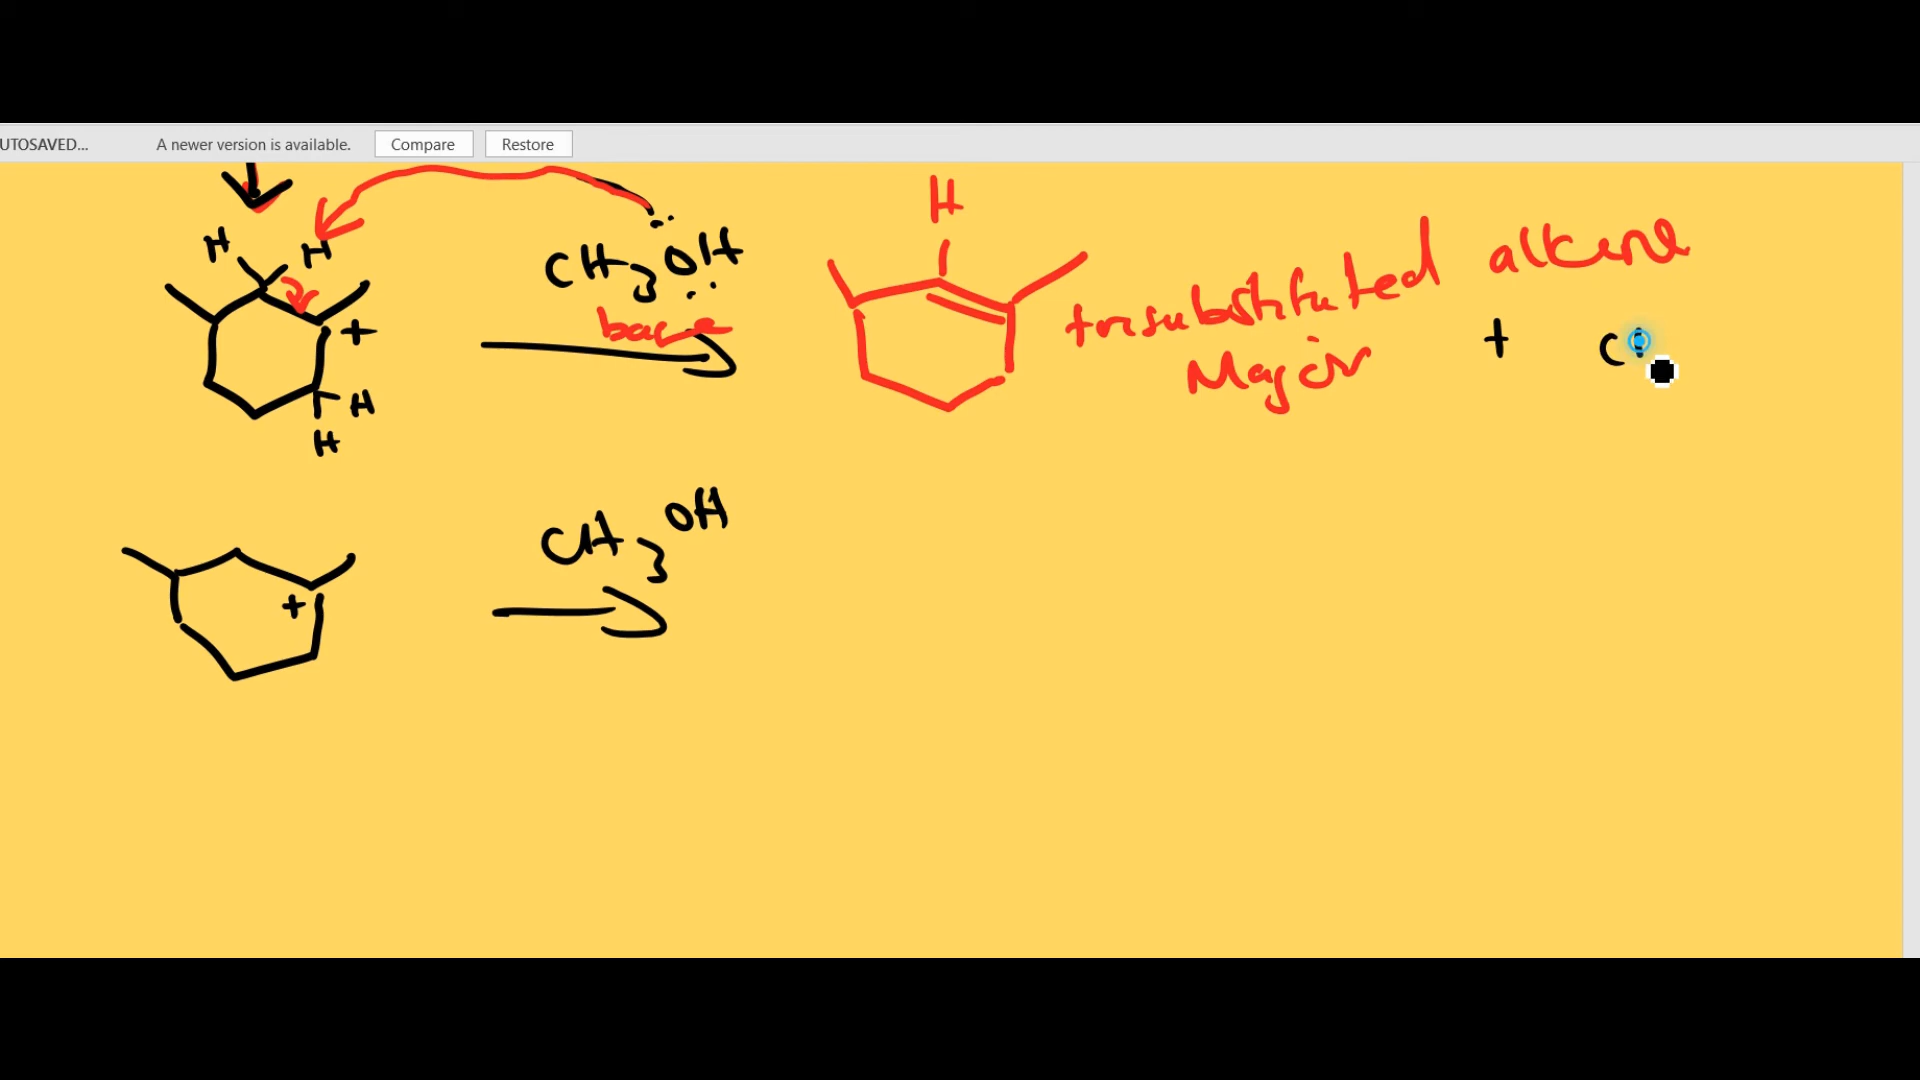 UTOSAVED...
A newer version is available.
Compare
Restore
H
H
CH3OH
base
+
H
H
H
trisubstituted alkene
Major
+
C
CH3OH
+